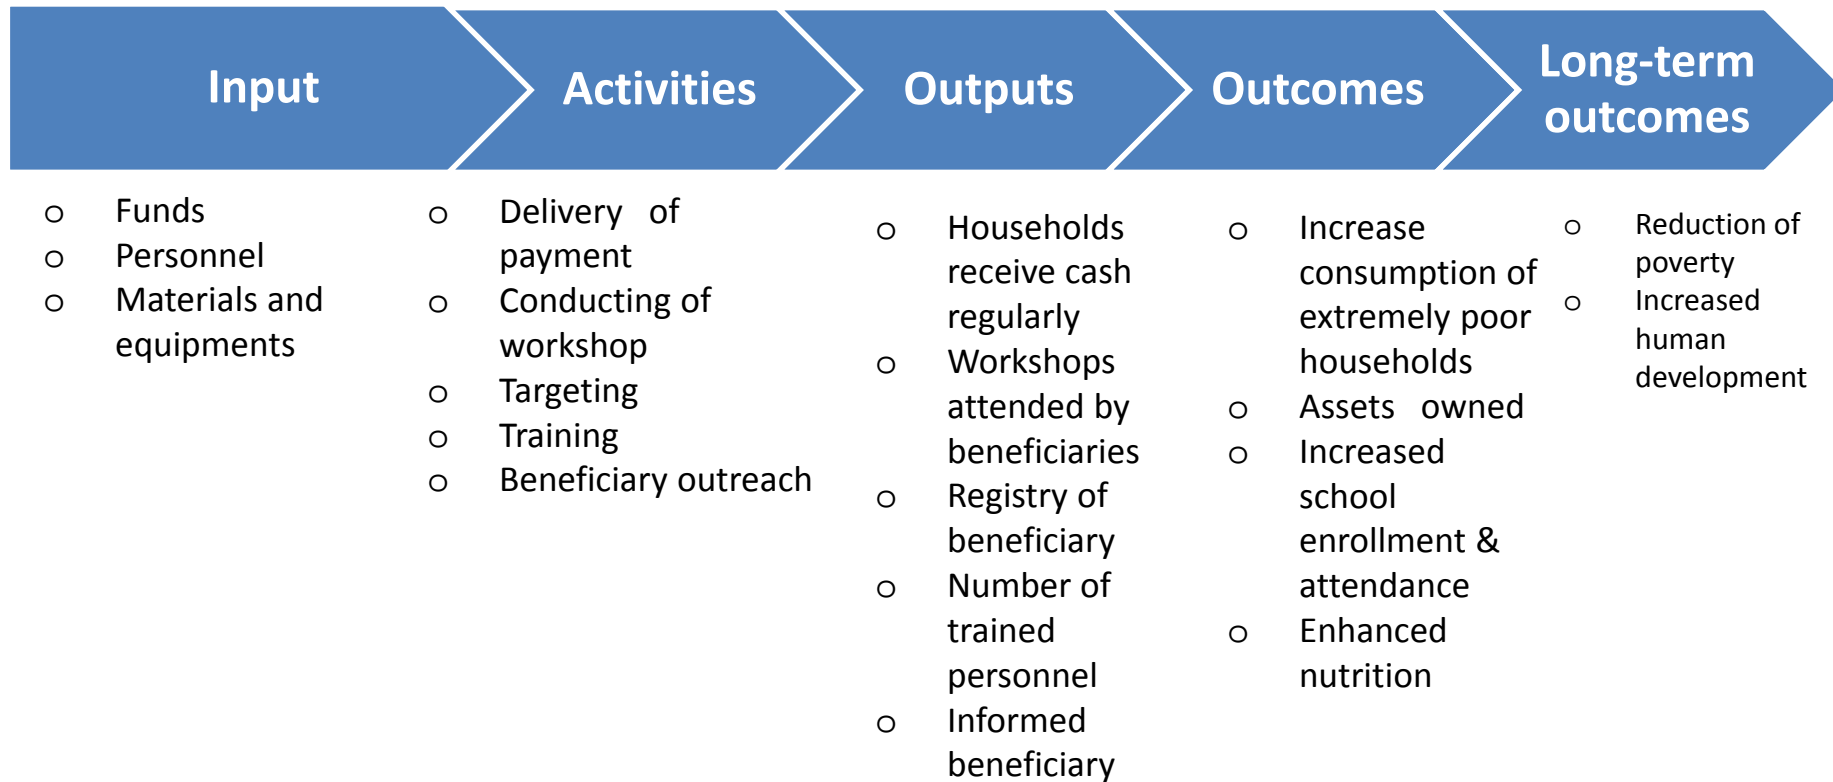 Input
Activities
Outputs
Outcomes
Long-term
outcomes
o Funds
o Personnel
o Materials and
equipments
o Delivery of
payment
o Conducting of
workshop
o Targeting
o Training
o Beneficiary outreach
o Households
receive cash
regularly
o Workshops
attended by
beneficiaries
o Registry of
beneficiary
o Number of
trained
personnel
o Informed
beneficiary
o Increase
consumption of
extremely poor
households
o Assets owned
o Increased
school
enrollment &
attendance
o Enhanced
nutrition
o Reduction of
poverty
o Increased
human
development